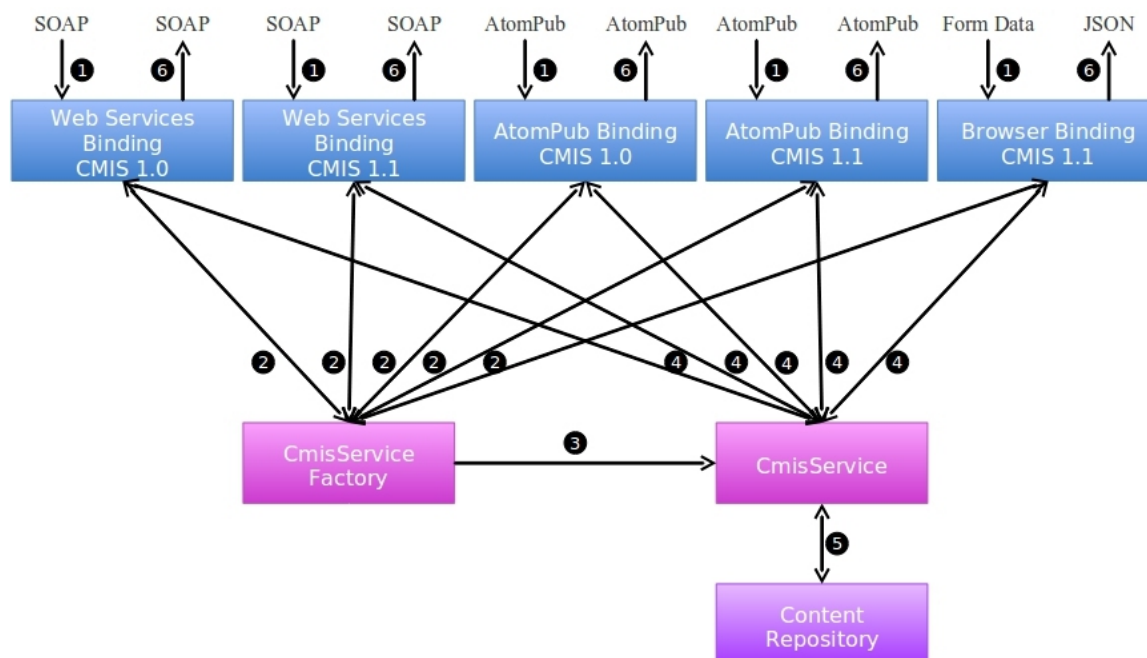 SOAP SOAP SOAP SOAP AtomPub AtomPub AtomPub AtomPub Form Data JSON
1 6 1 6 1 6 1 6 1 6
Web Services
Binding
CMIS 1.0
Web Services
Binding
CMIS 1.1
AtomPub Binding
CMIS 1.0
AtomPub Binding
CMIS 1.1
Browser Binding
CMIS 1.1
2 2 2 2 2 4 4 4 4 4
CmisService
Factory
3
CmisService
5
Content
Repository